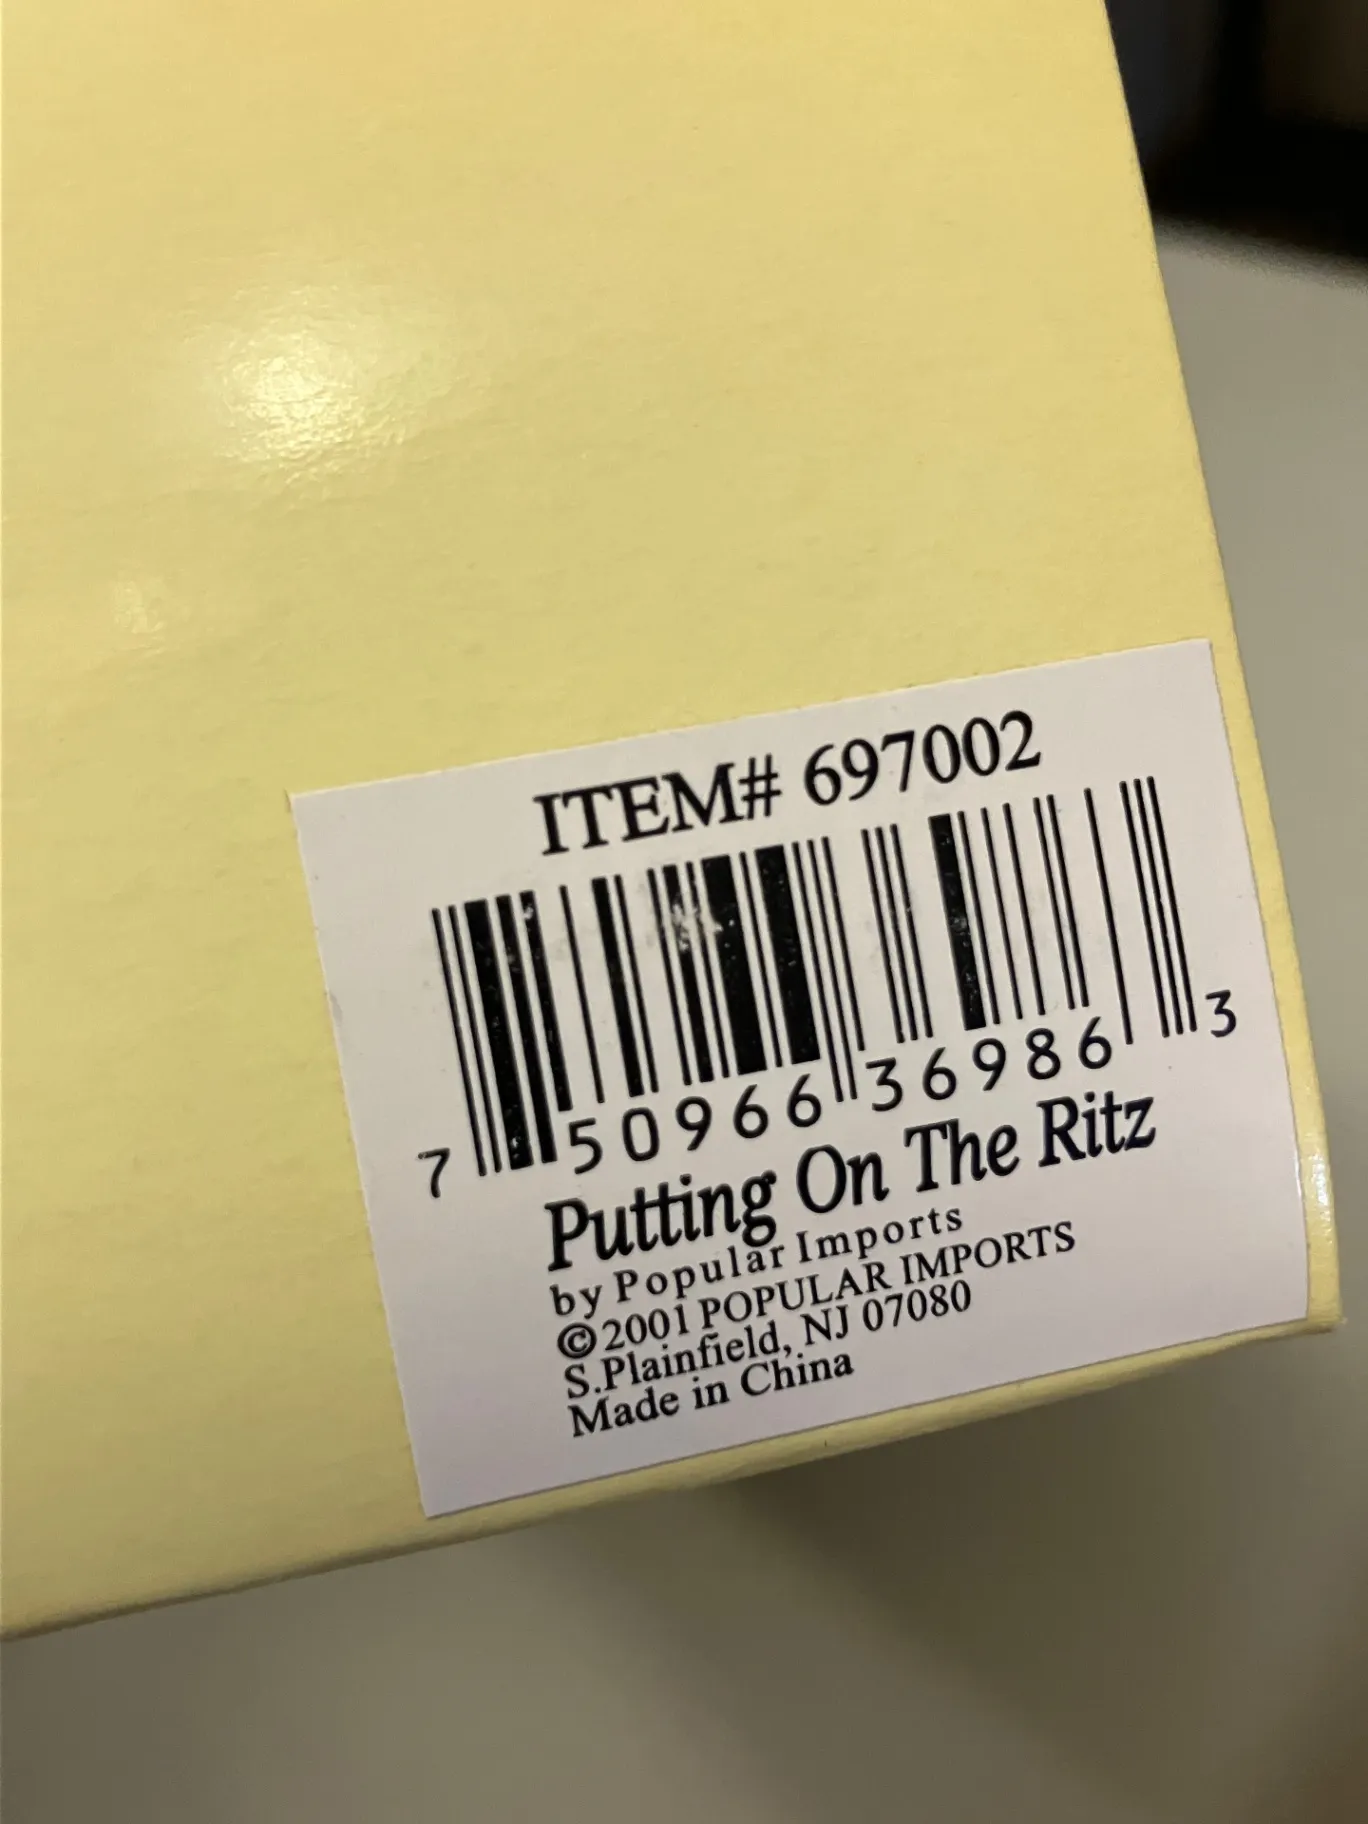 ITEM# 697002
7 50966 36986 3
Putting On The Ritz
by Popular Imports
©2001 POPULAR IMPORTS
S.Plainfield, NJ 07080
Made in China